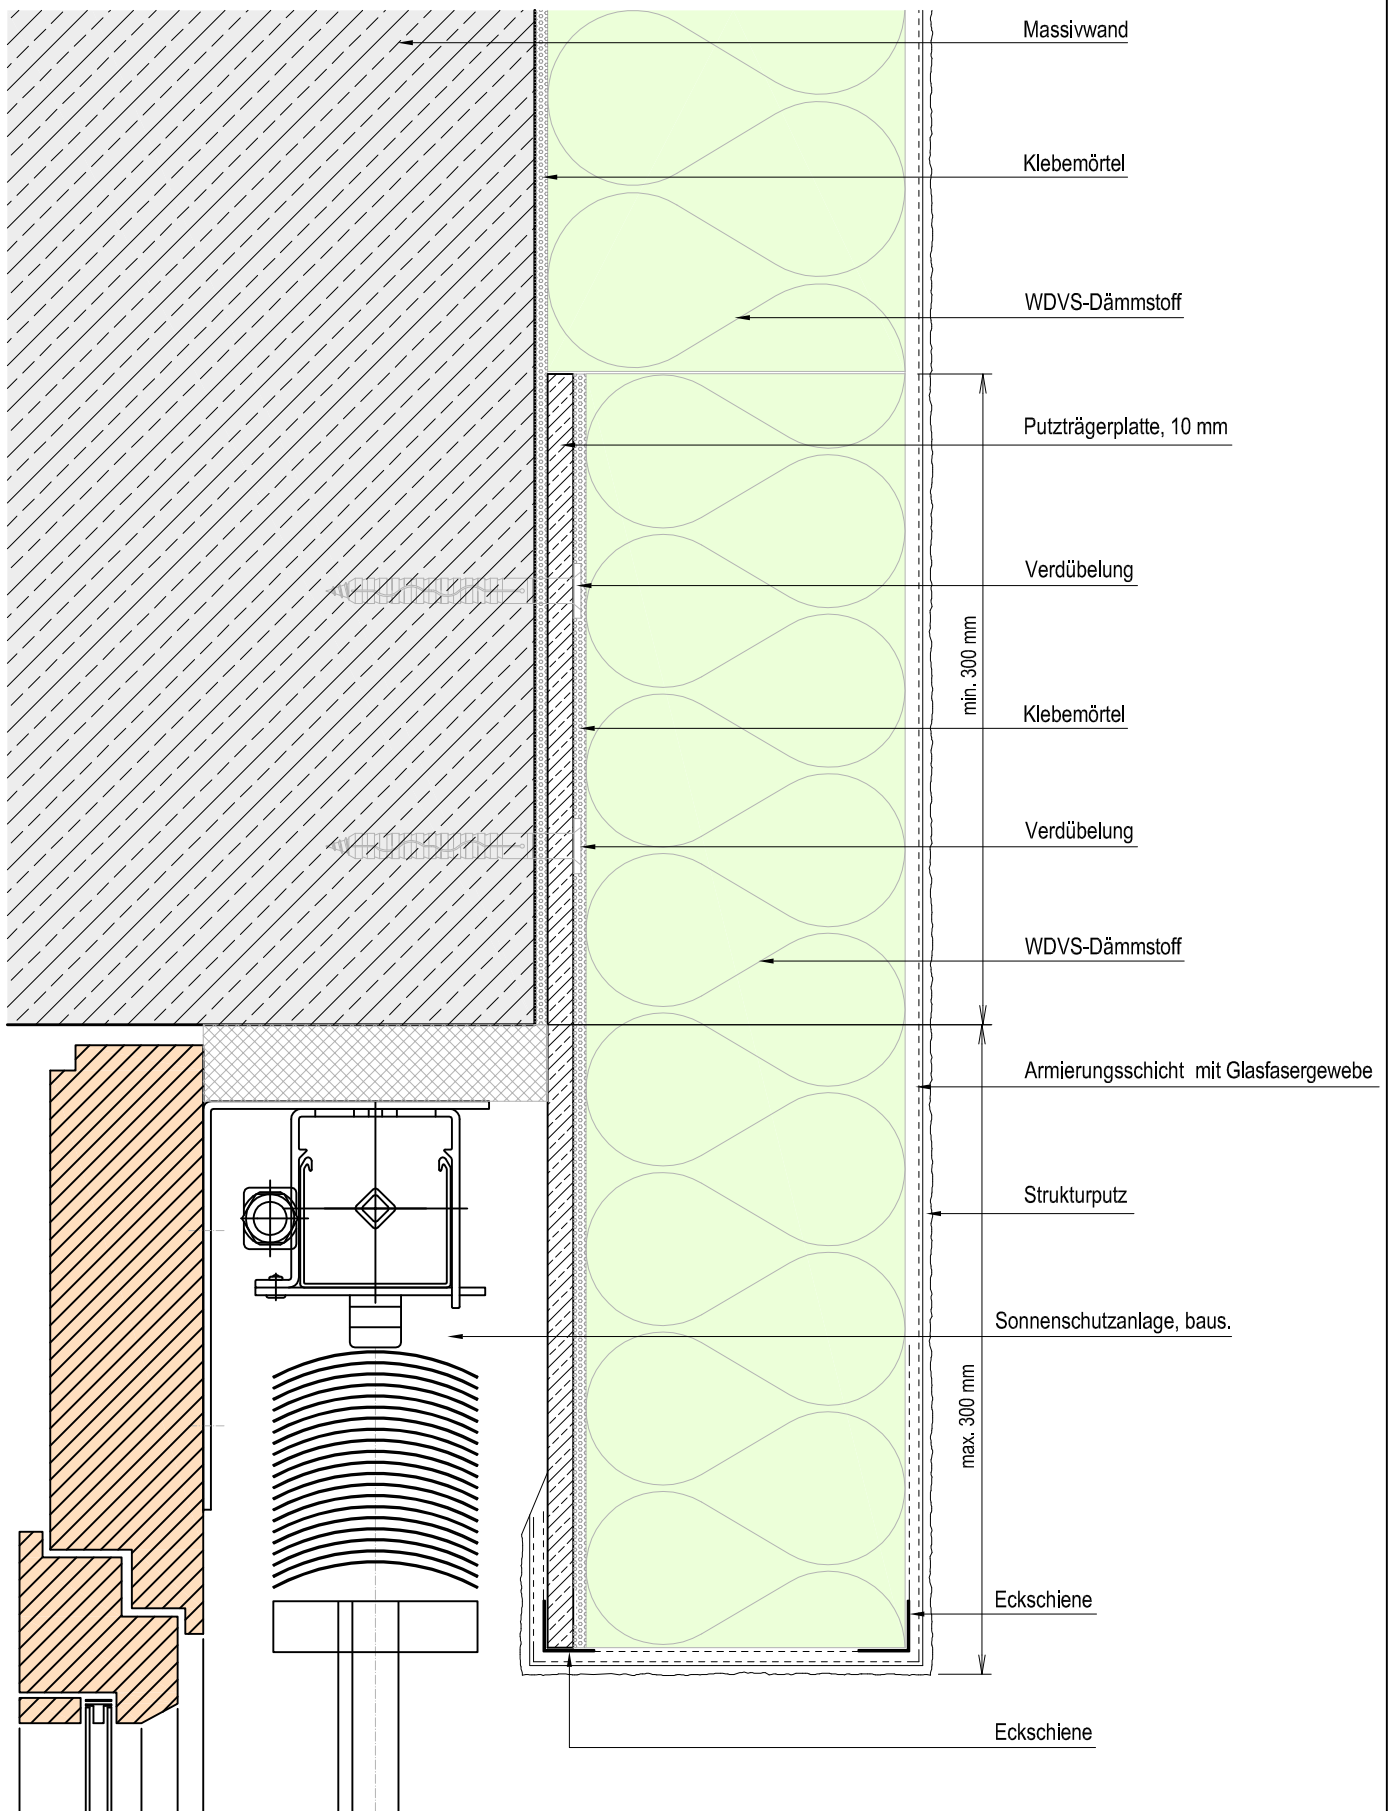 Massivwand
Klebemörtel
WDVS-Dämmstoff
Putzträgerplatte, 10 mm
Verdübelung
min. 300 mm
Klebemörtel
Verdübelung
WDVS-Dämmstoff
Armierungsschicht mit Glasfasergewebe
Strukturputz
Sonnenschutzanlage, baus.
max. 300 mm
Eckschiene
Eckschiene